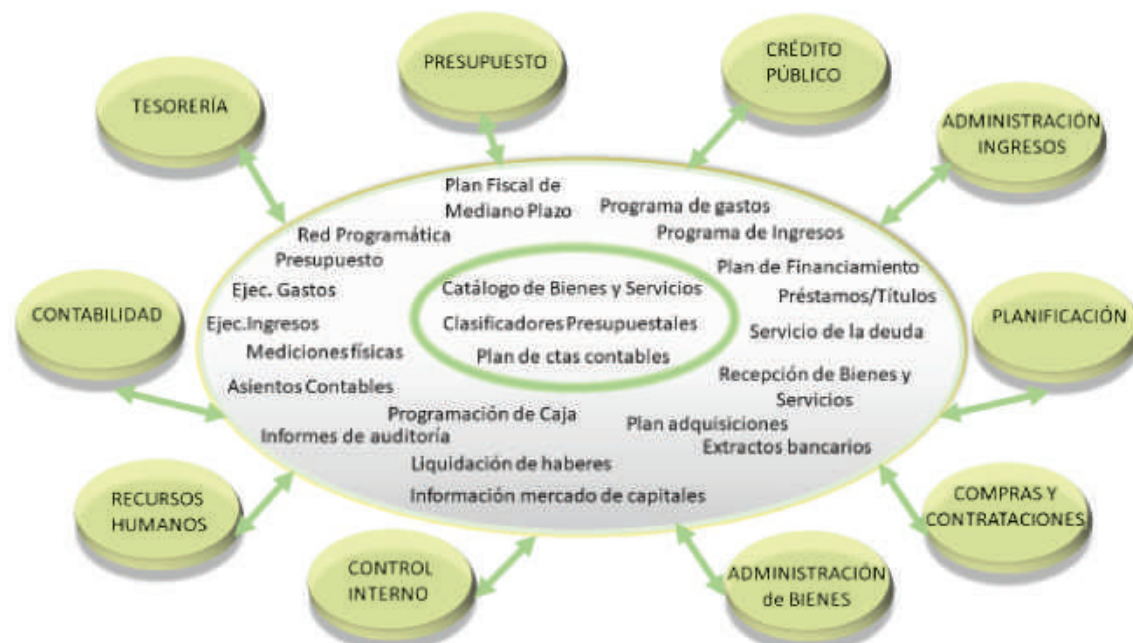 PRESUPUESTO
CRÉDITO
PÚBLICO
TESORERÍA
ADMINISTRACIÓN
INGRESOS
Plan Fiscal de
Mediano Plazo
Programa de gastos
Programa de Ingresos
Red Programática
Presupuesto
Plan de Financiamiento
Ejec. Gastos
Catálogo de Bienes y Servicios
Préstamos/Títulos
CONTABILIDAD
Ejec.Ingresos
Clasificadores Presupuestales
Servicio de la deuda
PLANIFICACIÓN
Mediciones físicas
Plan de ctas contables
Asientos Contables
Recepción de Bienes y
Servicios
Programación de Caja
Plan adquisiciones
Informes de auditoría
Extractos bancarios
Liquidación de haberes
Información mercado de capitales
RECURSOS
HUMANOS
COMPRAS Y
CONTRATACIONES
CONTROL
INTERNO
ADMINISTRACIÓN
de BIENES